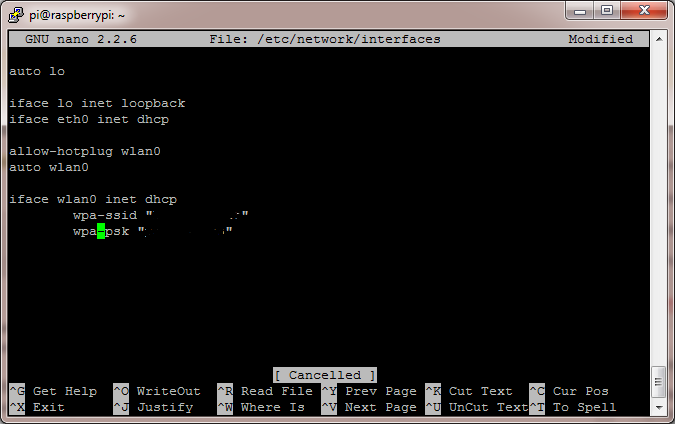 pi@raspberrypi: ~
GNU nano 2.2.6 File: /etc/network/interfaces Modified
auto lo
iface lo inet loopback
iface eth0 inet dhcp
allow-hotplug wlan0
auto wlan0
iface wlan0 inet dhcp
wpa-ssid "
wpa-psk "
[ Cancelled ]
^G Get Help ^O WriteOut ^R Read File ^Y Prev Page ^K Cut Text ^C Cur Pos
^X Exit ^J Justify ^W Where Is ^V Next Page ^U UnCut Text ^T To Spell